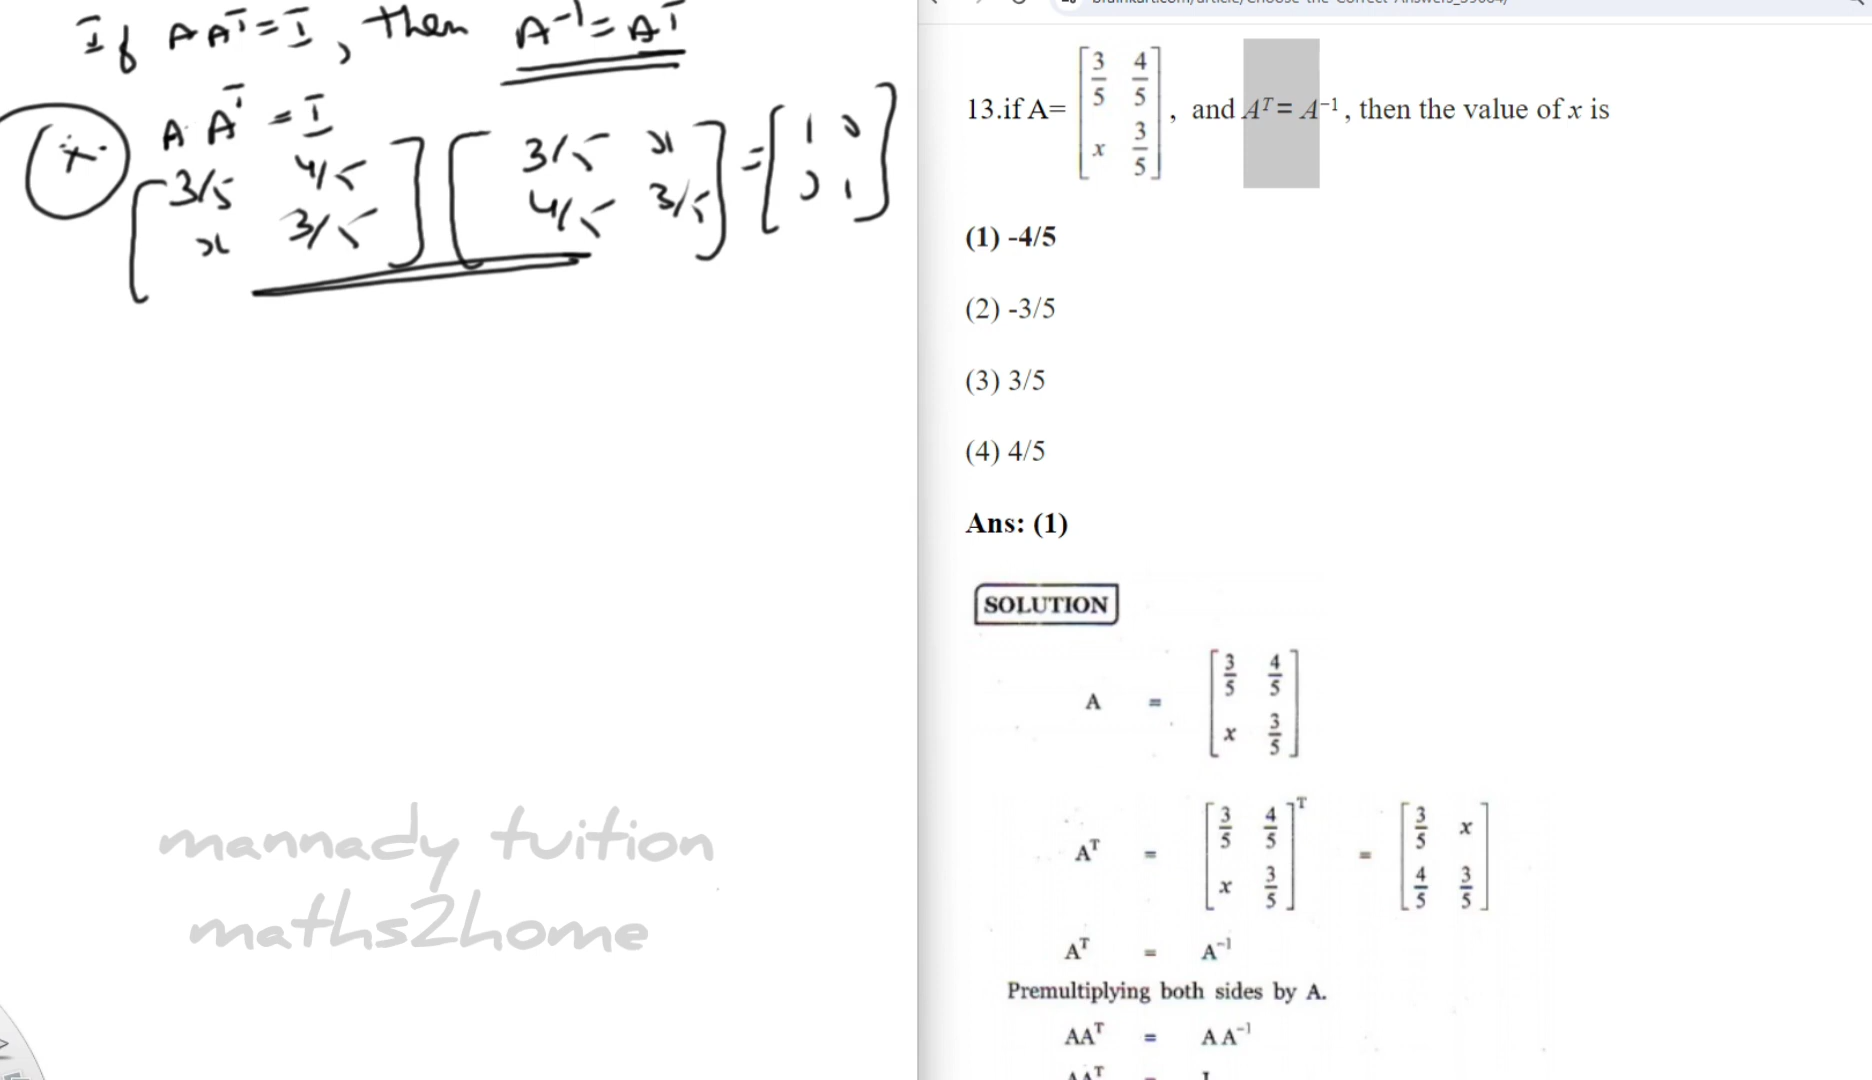 If A Aᵀ = I, then A⁻¹ = Aᵀ
A Aᵀ = I
[3/5 4/5] [3/5 x] = [1 0]
[x 3/5] [4/5 3/5] [0 1]
mannady tuition
maths2home
13.if A= [3/5 4/5; x 3/5] , and Aᵀ = A⁻¹ , then the value of x is
(1) -4/5
(2) -3/5
(3) 3/5
(4) 4/5
Ans: (1)
SOLUTION
A = [3/5 4/5; x 3/5]
Aᵀ = [3/5 4/5; x 3/5]ᵀ = [3/5 x; 4/5 3/5]
Aᵀ = A⁻¹
Premultiplying both sides by A.
AAᵀ = A A⁻¹